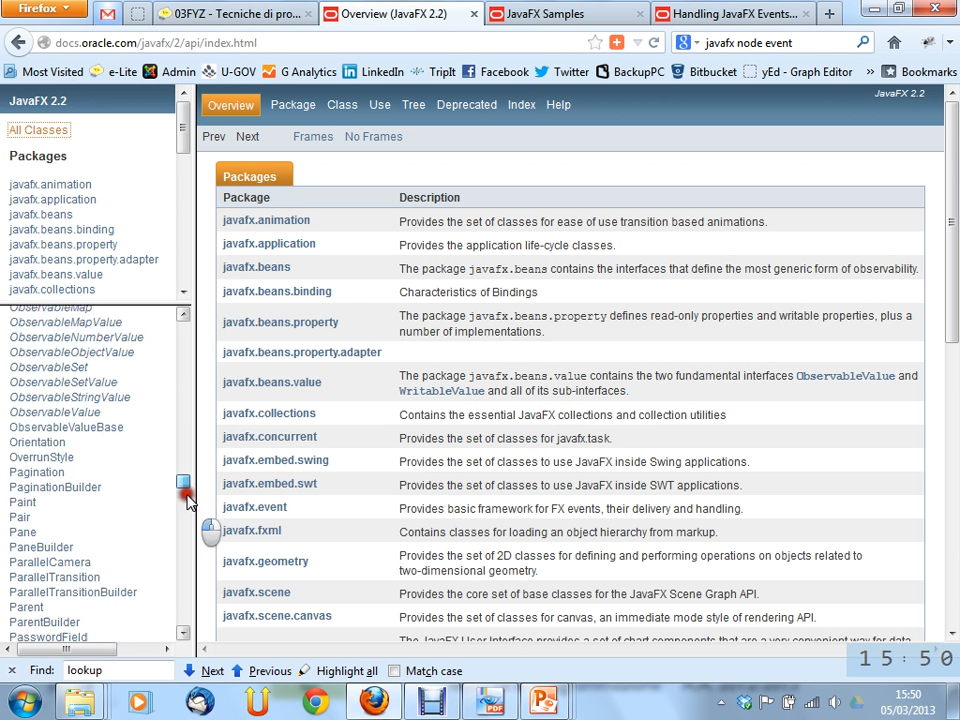 Firefox
03FYZ - Tecniche di pro...
Overview (JavaFX 2.2)
JavaFX Samples
Handling JavaFX Events...
docs.oracle.com/javafx/2/api/index.html
javafx node event
Most Visited
e-Lite
Admin
U-GOV
G Analytics
LinkedIn
TripIt
Facebook
Twitter
BackupPC
Bitbucket
yEd - Graph Editor
»
Bookmarks
JavaFX 2.2
All Classes
Packages
javafx.animation
javafx.application
javafx.beans
javafx.beans.binding
javafx.beans.property
javafx.beans.property.adapter
javafx.beans.value
javafx.collections
ObservableMap
ObservableMapValue
ObservableNumberValue
ObservableObjectValue
ObservableSet
ObservableSetValue
ObservableStringValue
ObservableValue
ObservableValueBase
Orientation
OverrunStyle
Pagination
PaginationBuilder
Paint
Pair
Pane
PaneBuilder
ParallelCamera
ParallelTransition
ParallelTransitionBuilder
Parent
ParentBuilder
PasswordField
Overview Package Class Use Tree Deprecated Index Help
JavaFX 2.2
Prev Next Frames No Frames
Packages
Package Description
javafx.animation Provides the set of classes for ease of use transition based animations.
javafx.application Provides the application life-cycle classes.
javafx.beans The package javafx.beans contains the interfaces that define the most generic form of observability.
javafx.beans.binding Characteristics of Bindings
javafx.beans.property The package javafx.beans.property defines read-only properties and writable properties, plus a
number of implementations.
javafx.beans.property.adapter
javafx.beans.value The package javafx.beans.value contains the two fundamental interfaces ObservableValue and
WritableValue and all of its sub-interfaces.
javafx.collections Contains the essential JavaFX collections and collection utilities
javafx.concurrent Provides the set of classes for javafx.task.
javafx.embed.swing Provides the set of classes to use JavaFX inside Swing applications.
javafx.embed.swt Provides the set of classes to use JavaFX inside SWT applications.
javafx.event Provides basic framework for FX events, their delivery and handling.
javafx.fxml Contains classes for loading an object hierarchy from markup.
javafx.geometry Provides the set of 2D classes for defining and performing operations on objects related to
two-dimensional geometry.
javafx.scene Provides the core set of base classes for the JavaFX Scene Graph API.
javafx.scene.canvas Provides the set of classes for canvas, an immediate mode style of rendering API.
The JavaFX User Interface provides a set of chart components that are a very convenient way for data
15:50
Find: lookup Next Previous Highlight all Match case
15:50
05/03/2013